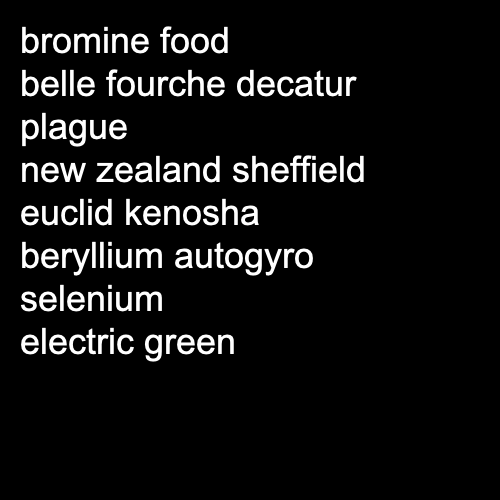 bromine food
belle fourche decatur
plague
new zealand sheffield
euclid kenosha
beryllium autogyro
selenium
electric green